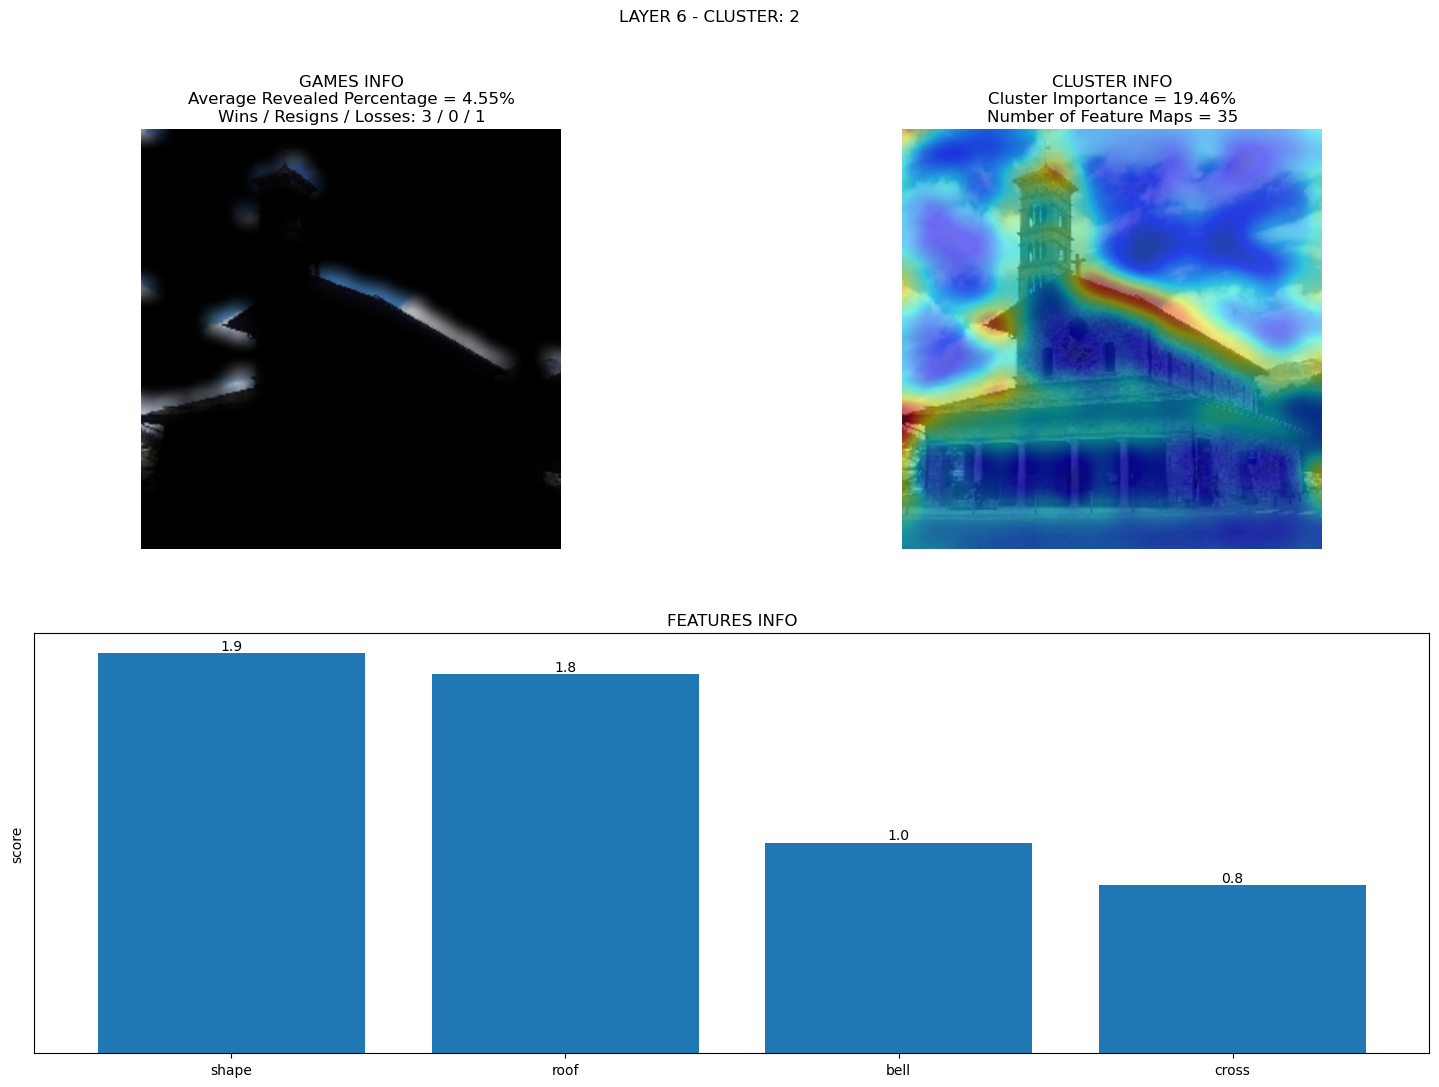 LAYER 6 - CLUSTER: 2
GAMES INFO
Average Revealed Percentage = 4.55%
Wins / Resigns / Losses: 3 / 0 / 1
CLUSTER INFO
Cluster Importance = 19.46%
Number of Feature Maps = 35
FEATURES INFO
score
1.9
1.8
1.0
0.8
shape
roof
bell
cross